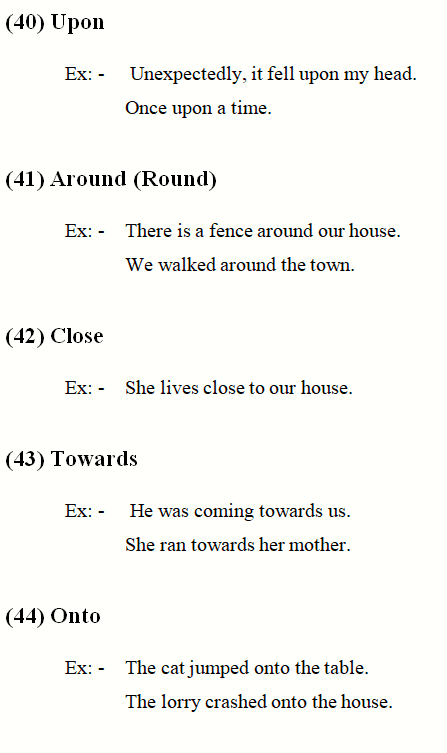 (40) Upon
Ex: - Unexpectedly, it fell upon my head.
Once upon a time.
(41) Around (Round)
Ex: - There is a fence around our house.
We walked around the town.
(42) Close
Ex: - She lives close to our house.
(43) Towards
Ex: - He was coming towards us.
She ran towards her mother.
(44) Onto
Ex: - The cat jumped onto the table.
The lorry crashed onto the house.